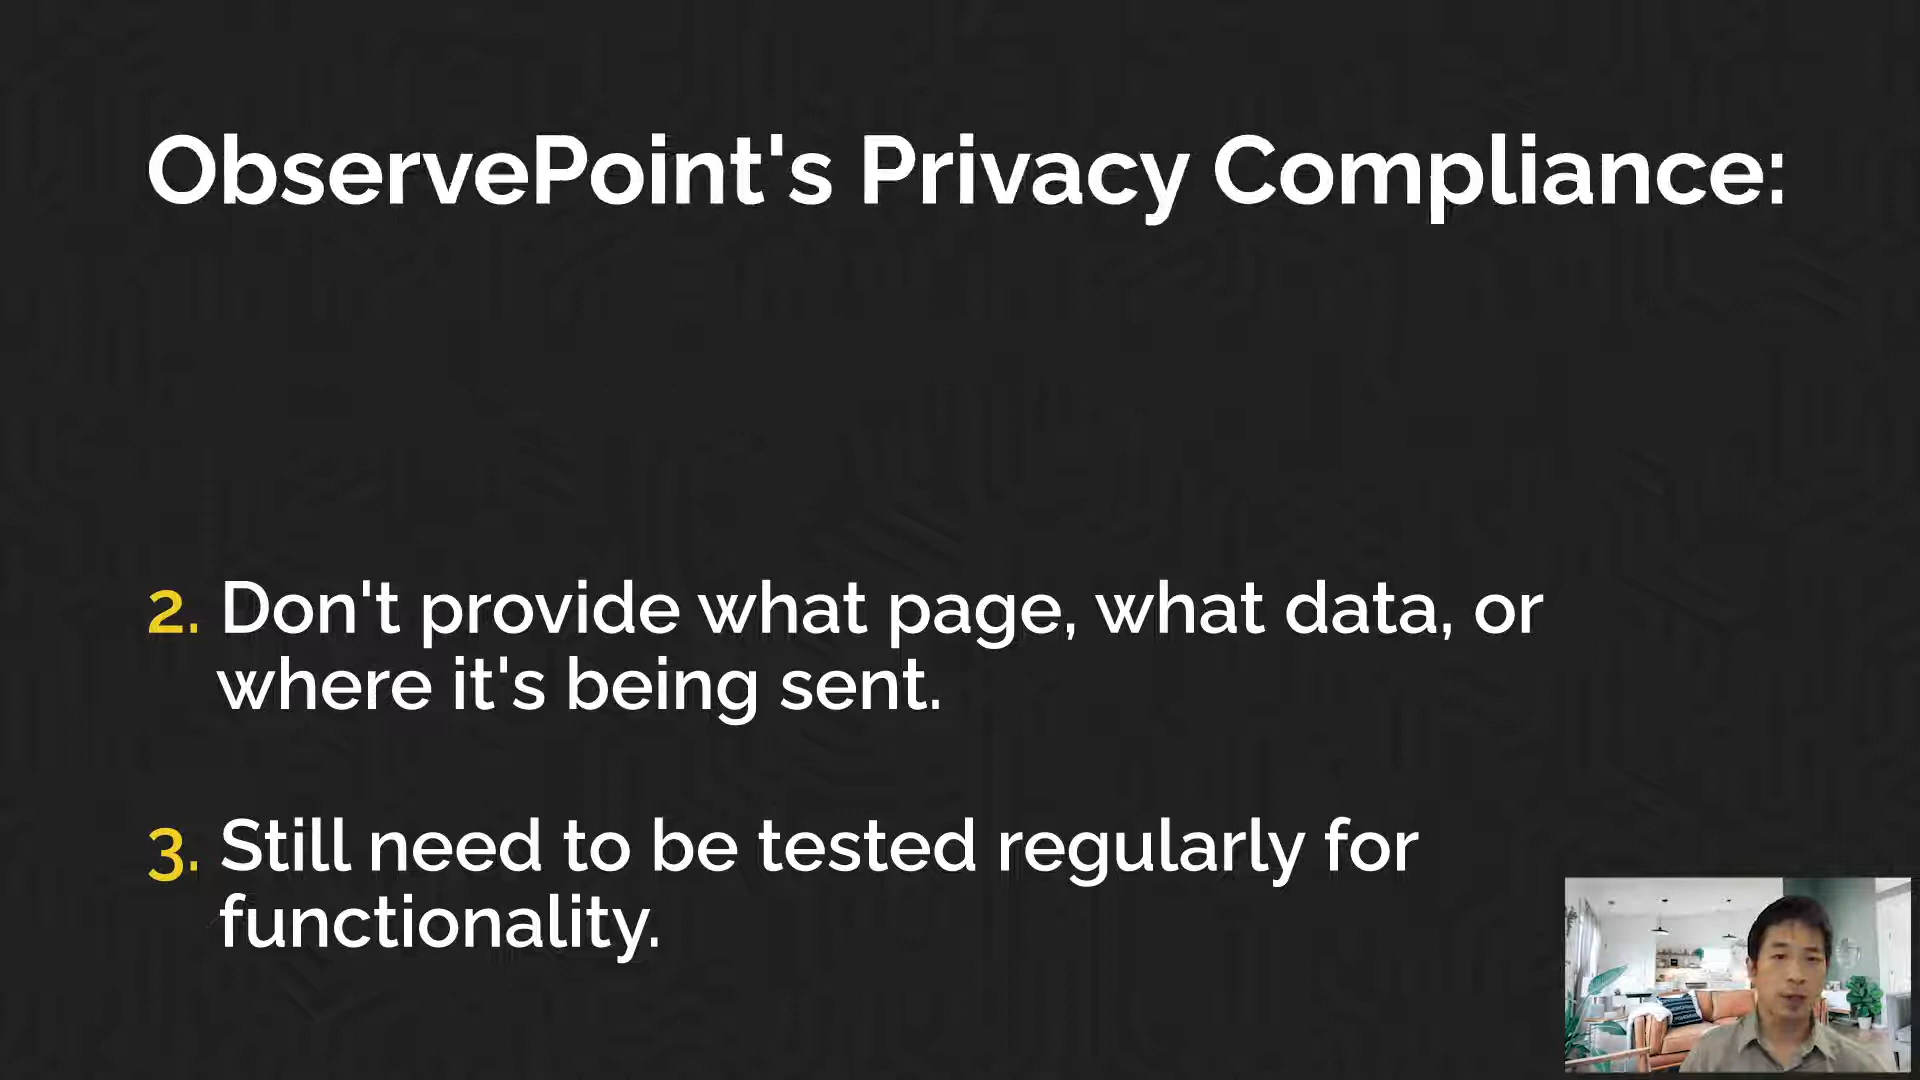 ObservePoint's Privacy Compliance:
2. Don't provide what page, what data, or
where it's being sent.
3. Still need to be tested regularly for
functionality.